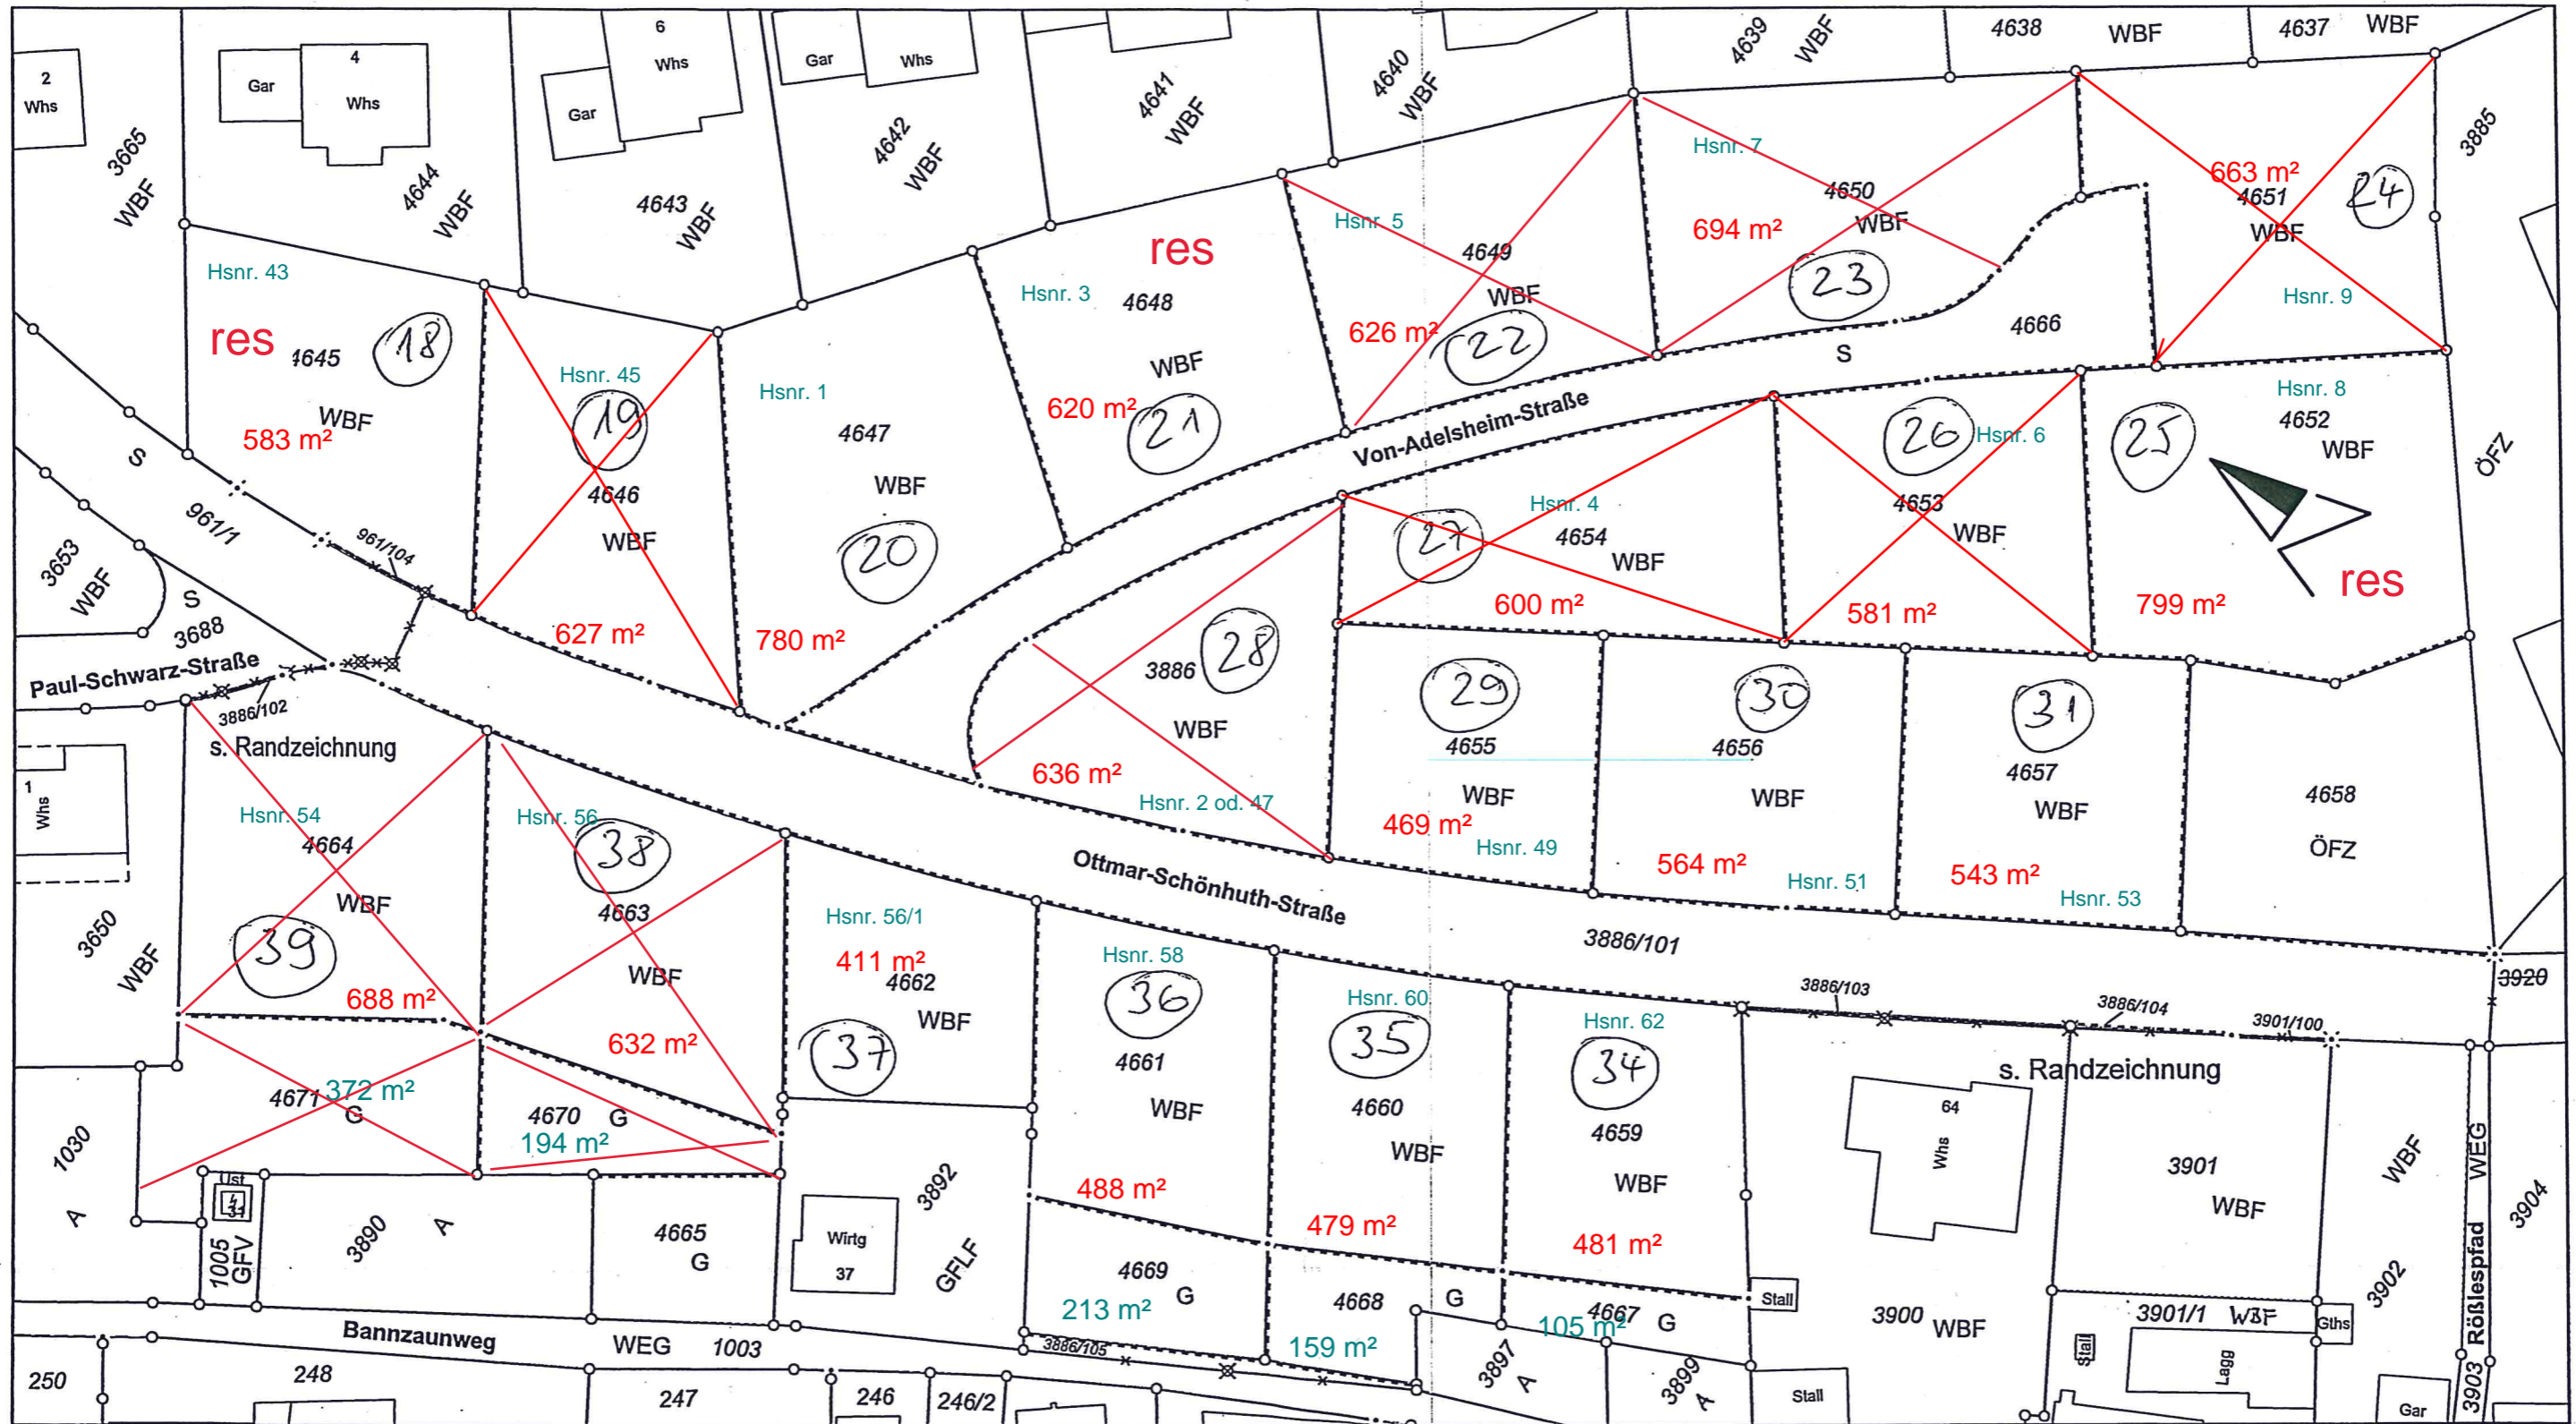 2
Whs
3665
WBF
Gar
4
Whs
4644
WBF
6
Whs
Gar
4643
WBF
Gar
Whs
4642
WBF
4641
WBF
4640
WBF
4639
WBF
4638
WBF
4637
WBF
3885
Hsnr. 43
res
4645
18
WBF
583 m²
Hsnr. 45
19
4646
WBF
627 m²
Hsnr. 1
4647
WBF
20
780 m²
res
Hsnr. 3
4648
WBF
620 m²
21
Hsnr. 5
4649
WBF
626 m²
22
Hsnr. 7
4650
WBF
694 m²
23
663 m²
4651
WBF
24
Hsnr. 9
4666
S
Von-Adelsheim-Straße
Hsnr. 8
4652
WBF
25
res
799 m²
ÖFZ
26
Hsnr. 6
4653
WBF
581 m²
27
Hsnr. 4
4654
WBF
600 m²
28
3886
WBF
636 m²
Hsnr. 2 od. 47
29
4655
WBF
469 m²
Hsnr. 49
30
4656
WBF
564 m²
Hsnr. 51
31
4657
WBF
543 m²
Hsnr. 53
4658
ÖFZ
S
961/1
961/104
3653
WBF
S
3688
Paul-Schwarz-Straße
3886/102
s. Randzeichnung
1
Whs
3650
WBF
Hsnr. 54
4664
WBF
39
688 m²
Hsnr. 56
38
4663
WBF
632 m²
Ottmar-Schönhuth-Straße
3886/101
Hsnr. 56/1
411 m²
4662
WBF
37
Hsnr. 58
36
4661
WBF
488 m²
Hsnr. 60
35
4660
WBF
479 m²
Hsnr. 62
34
4659
WBF
481 m²
3886/103
3886/104
3901/100
3920
s. Randzeichnung
64
Whs
3901
WBF
WBF
3902
Rößlespfad WEG
3903
3904
1030
A
4671
372 m²
G
4670
G
194 m²
Ust
31
1005
GFV
3890
A
4665
G
3892
GFLF
Wirtg
37
4669
G
213 m²
4668
G
159 m²
4667
G
105 m²
Stall
3900
WBF
3901/1
WBF
Gths
Stall
Lagg
Gar
3897
A
3899
A
Stall
3886/105
Bannzaunweg
WEG
1003
250
248
247
246
246/2